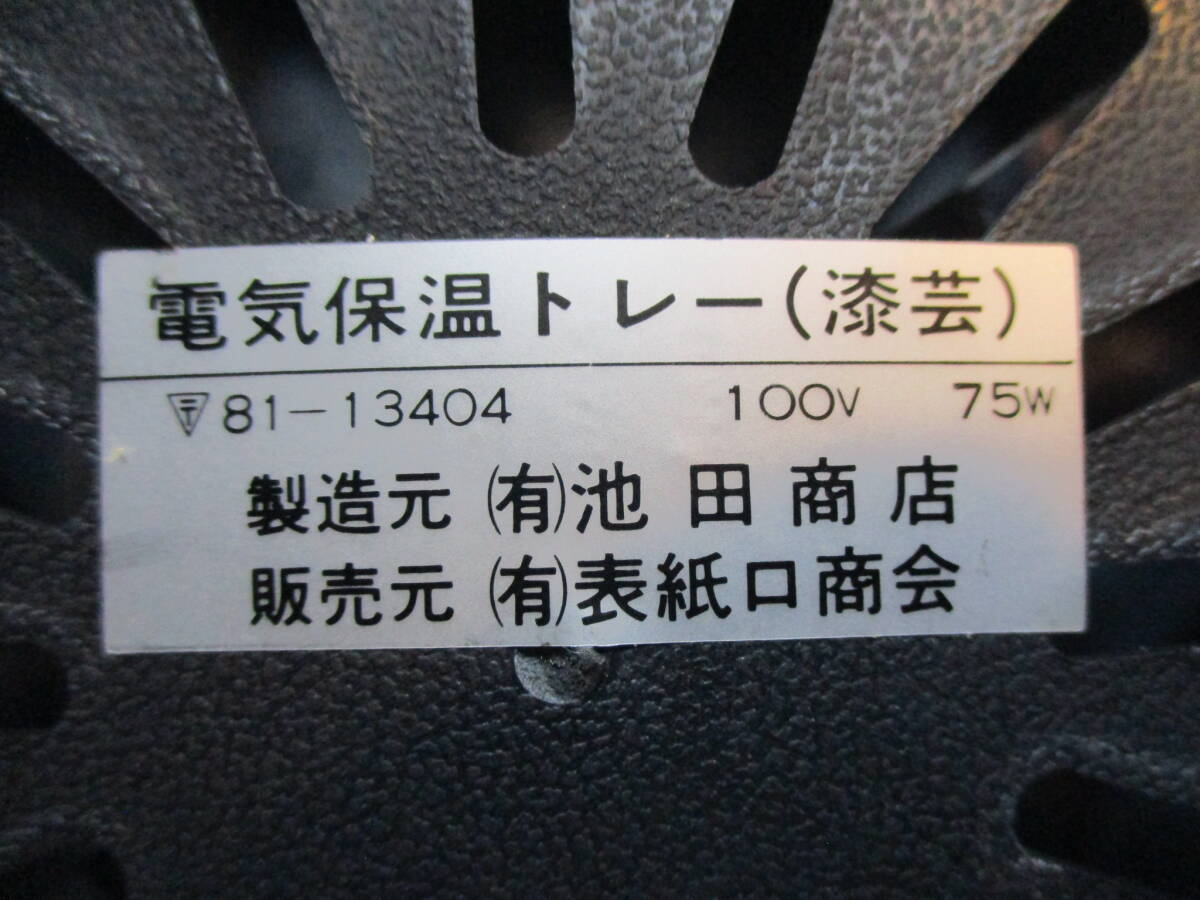 電気保温トレー(漆芸)
〒81-13404 100V 75W
製造元 (有)池田商店
販売元 (有)表紙口商会